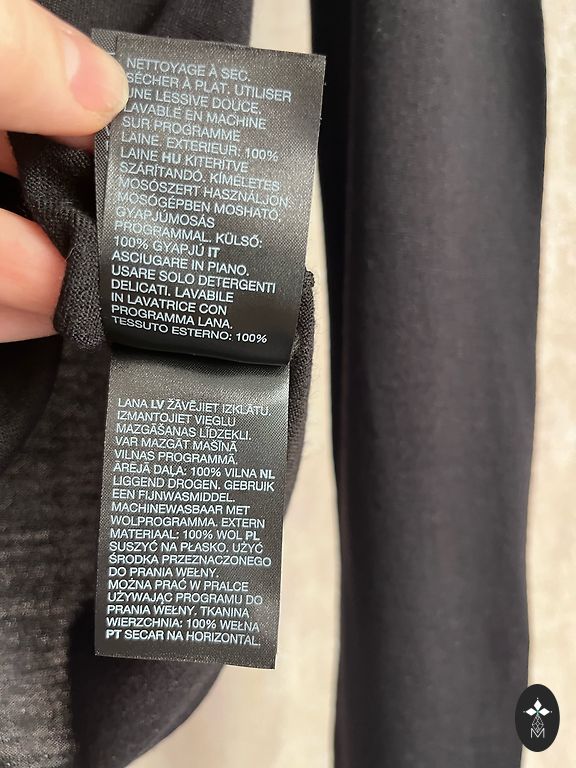 NETTOYAGE À SEC.
SÉCHER À PLAT. UTILISER
UNE LESSIVE DOUCE.
LAVABLE EN MACHINE
SUR PROGRAMME
LAINE. EXTERIEUR: 100%
LAINE HU KITERITVE
SZÁRÍTANDÓ. KÍMÉLETES
MOSÓSZERT HASZNÁLJON.
MOSÓGÉPBEN MOSHATÓ.
GYAPJÚMOSÁS
PROGRAMMAL. KÜLSŐ:
100% GYAPJÚ IT
ASCIUGARE IN PIANO.
USARE SOLO DETERGENTI
DELICATI. LAVABILE
IN LAVATRICE CON
PROGRAMMA LANA.
TESSUTO ESTERNO: 100%
LANA LV ŽĀVĒJIET IZKLĀTU.
IZMANTOJIET VIEGLU
MAZGĀŠANAS LĪDZEKLI.
VAR MAZGĀT MAŠĪNĀ
VILNAS PROGRAMMĀ.
ĀRĒJĀ DAĻA: 100% VILNA NL
LIGGEND DROGEN. GEBRUIK
EEN FIJNWASMIDDEL.
MACHINEWASBAAR MET
WOLPROGRAMMA. EXTERN
MATERIAAL: 100% WOL PL
SUSZYĆ NA PŁASKO. UŻYĆ
ŚRODKA PRZEZNACZONEGO
DO PRANIA WEŁNY.
MOŻNA PRAĆ W PRALCE
UŻYWAJĄC PROGRAMU DO
PRANIA WEŁNY. TKANINA
WIERZCHNIA: 100% WEŁNA
PT SECAR NA HORIZONTAL.
M